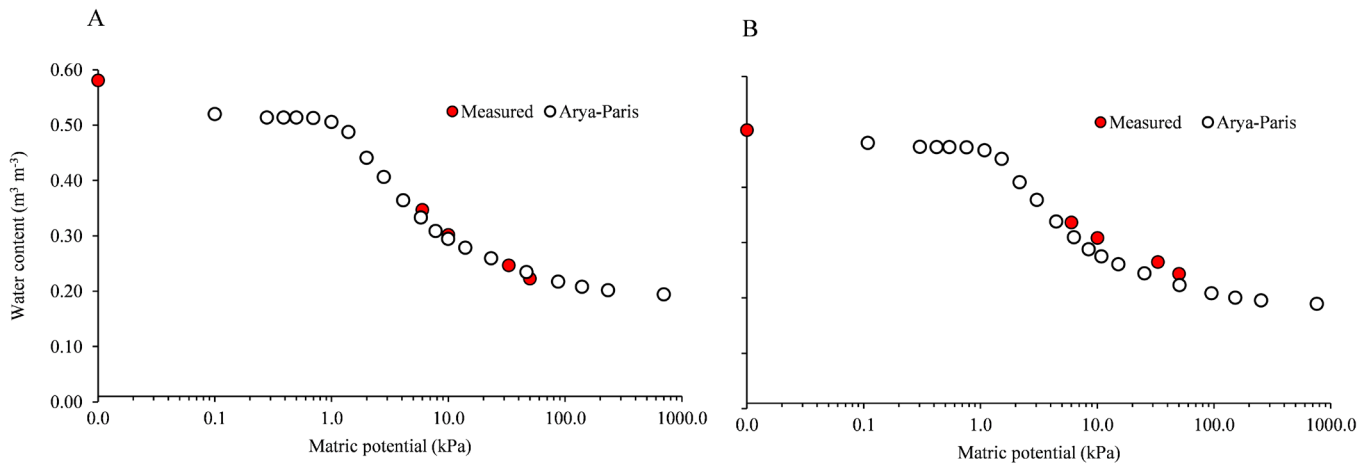 A
B
0.60
0.50
0.40
0.30
0.20
0.10
0.00
Water content (m³ m⁻³)
Measured Arya-Paris
0.0 0.1 1.0 10.0 100.0 1000.0
Matric potential (kPa)
Measured Arya-Paris
0.0 0.1 1.0 10.0 100.0 1000.0
Matric potential (kPa)